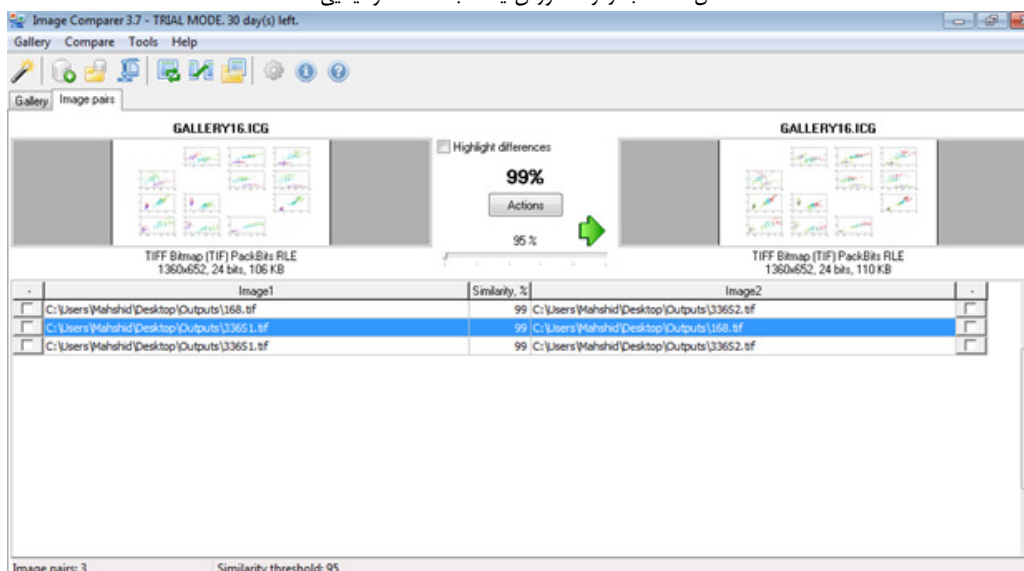 Image Comparer 3.7 - TRIAL MODE. 30 day(s) left.
Gallery Compare Tools Help
Gallery Image pairs
GALLERY16.ICG
GALLERY16.ICG
Highlight differences
99%
Actions
95 %
TIFF Bitmap (TIF) PackBits RLE
1360x652, 24 bits, 106 KB
TIFF Bitmap (TIF) PackBits RLE
1360x652, 24 bits, 110 KB
- Image1 Similarity, % Image2 -
C:\Users\Mahshid\Desktop\Outputs\168.tif 99 C:\Users\Mahshid\Desktop\Outputs\336S2.tif
C:\Users\Mahshid\Desktop\Outputs\336S1.tif 99 C:\Users\Mahshid\Desktop\Outputs\168.tif
C:\Users\Mahshid\Desktop\Outputs\336S1.tif 99 C:\Users\Mahshid\Desktop\Outputs\336S2.tif
Image pairs: 3 Similarity threshold: 95